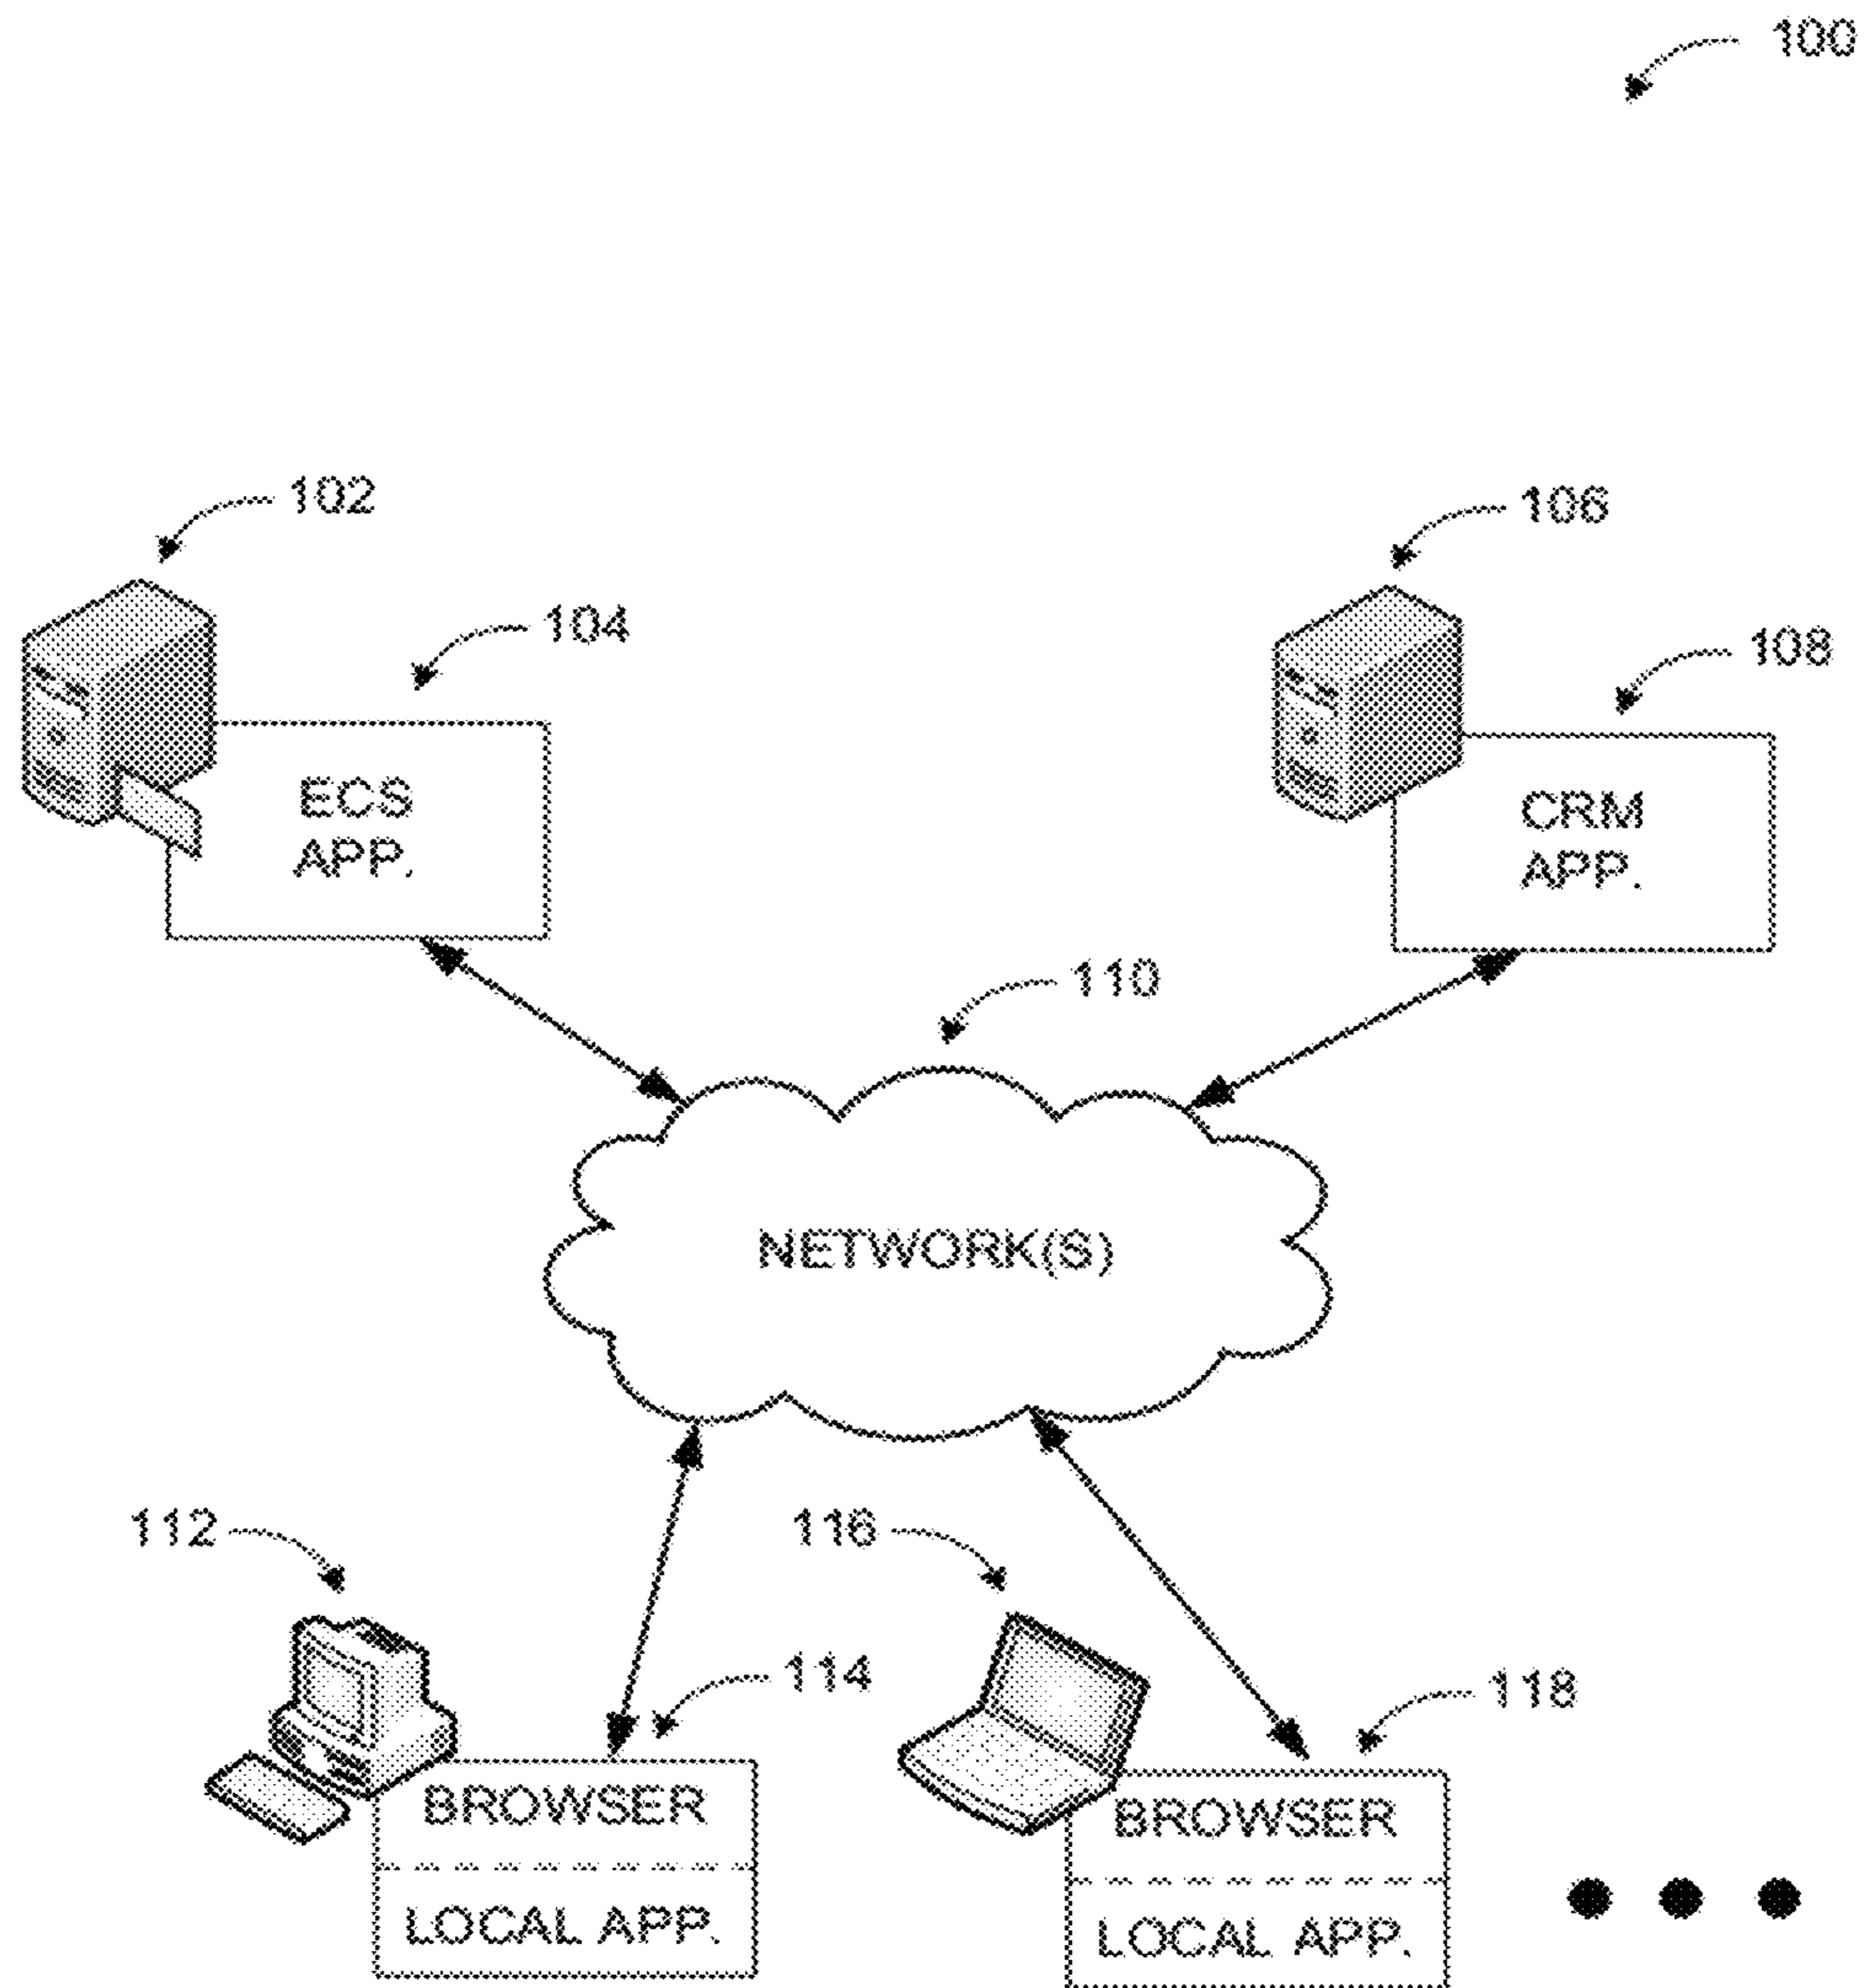 100
102
106
104
108
ECS
APP.
CRM
APP.
110
NETWORK(S)
112
116
114
118
BROWSER
LOCAL APP.
BROWSER
LOCAL APP.